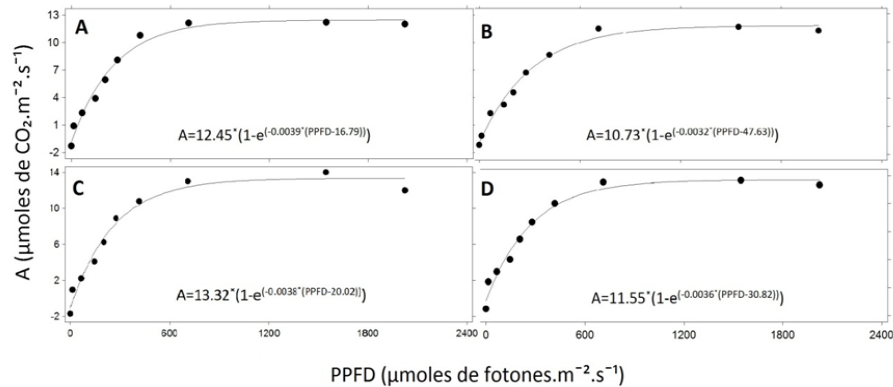 A
B
13
10
7
4
1
-2
A=12.45*(1-e(-0.0039*(PPFD-16.79)))
A=10.73*(1-e(-0.0032*(PPFD-47.63)))
A (µmoles de CO₂.m⁻².s⁻¹)
C
D
14
10
6
2
-2
A=13.32*(1-e(-0.0038*(PPFD-20.02)))
A=11.55*(1-e(-0.0036*(PPFD-30.82)))
0 600 1200 1800 0 600 1200 1800 2400
PPFD (µmoles de fotones.m⁻².s⁻¹)